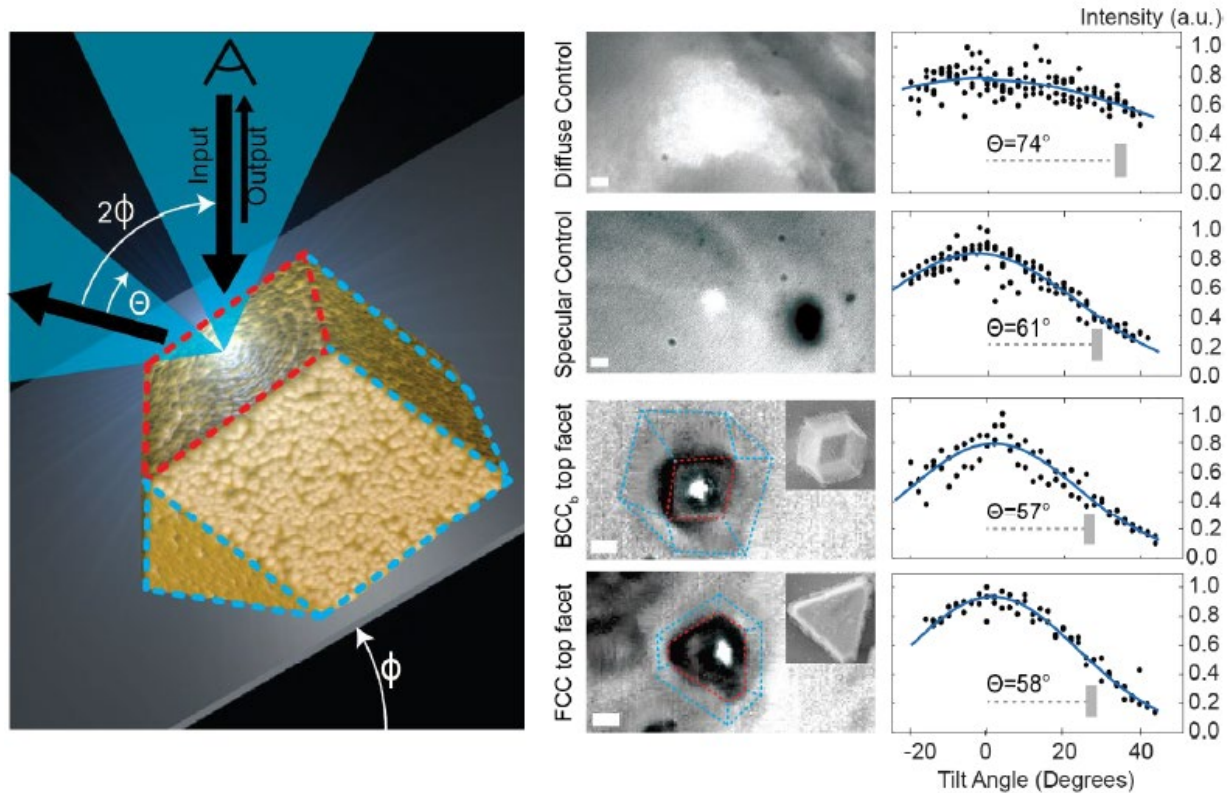 Input
Output
2ϕ
Θ
ϕ
Diffuse Control
Specular Control
BCC_b top facet
FCC top facet
Intensity (a.u.)
1.0
0.8
0.6
0.4
0.2
0.0
Θ=74°
1.0
0.8
0.6
0.4
0.2
0.0
Θ=61°
1.0
0.8
0.6
0.4
0.2
0.0
Θ=57°
1.0
0.8
0.6
0.4
0.2
0.0
Θ=58°
-20 0 20 40
Tilt Angle (Degrees)